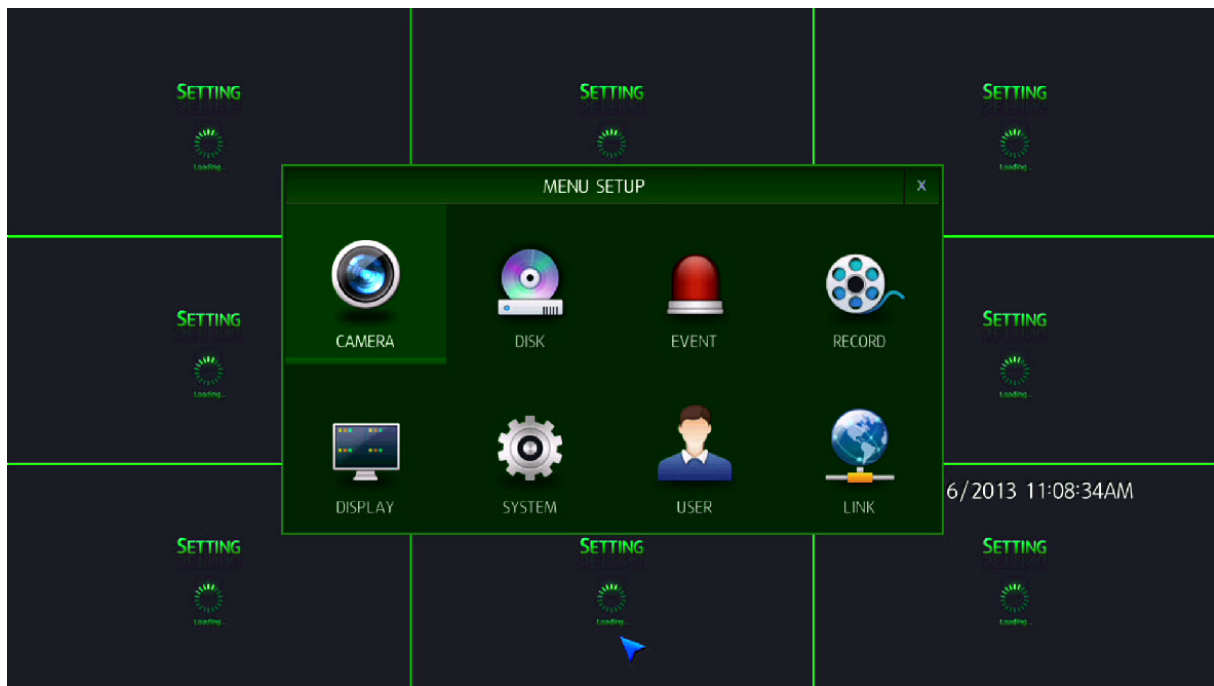 SETTING SETTING SETTING
Loading... Loading...
MENU SETUP X
CAMERA DISK EVENT RECORD
SETTING SETTING
Loading... Loading...
DISPLAY SYSTEM USER LINK
6/2013 11:08:34AM
SETTING SETTING SETTING
Loading... Loading... Loading...